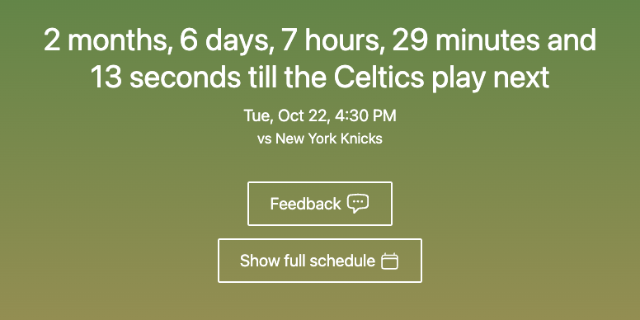 2 months, 6 days, 7 hours, 29 minutes and
13 seconds till the Celtics play next
Tue, Oct 22, 4:30 PM
vs New York Knicks
Feedback
Show full schedule